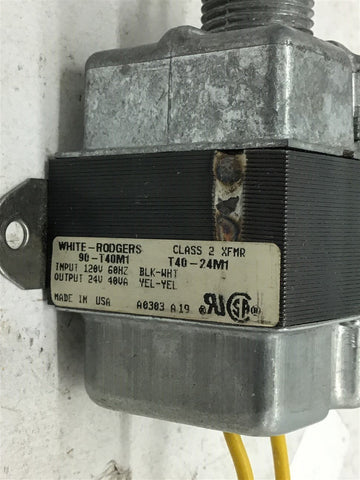 WHITE-RODGERS CLASS 2 XFMR
90-T40M1 T40-24M1
INPUT 120V 60HZ BLK-WHT
OUTPUT 24V 40VA YEL-YEL
MADE IN USA A0303 A19